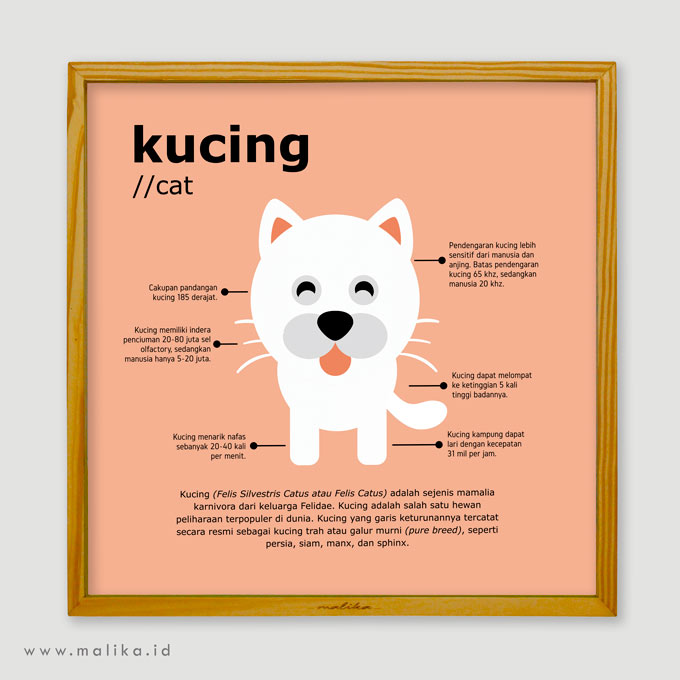 kucing
//cat
Pendengaran kucing lebih
sensitif dari manusia dan
anjing. Batas pendengaran
kucing 65 khz, sedangkan
manusia 20 khz.
Cakupan pandangan
kucing 185 derajat.
Kucing memiliki indera
penciuman 20-80 juta sel
olfactory, sedangkan
manusia hanya 5-20 juta.
Kucing dapat melompat
ke ketinggian 5 kali
tinggi badannya.
Kucing menarik nafas
sebanyak 20-40 kali
per menit.
Kucing kampung dapat
lari dengan kecepatan
31 mil per jam.
Kucing (Felis Silvestris Catus atau Felis Catus) adalah sejenis mamalia
karnivora dari keluarga Felidae. Kucing adalah salah satu hewan
peliharaan terpopuler di dunia. Kucing yang garis keturunannya tercatat
secara resmi sebagai kucing trah atau galur murni (pure breed), seperti
persia, siam, manx, dan sphinx.
malika
www.malika.id